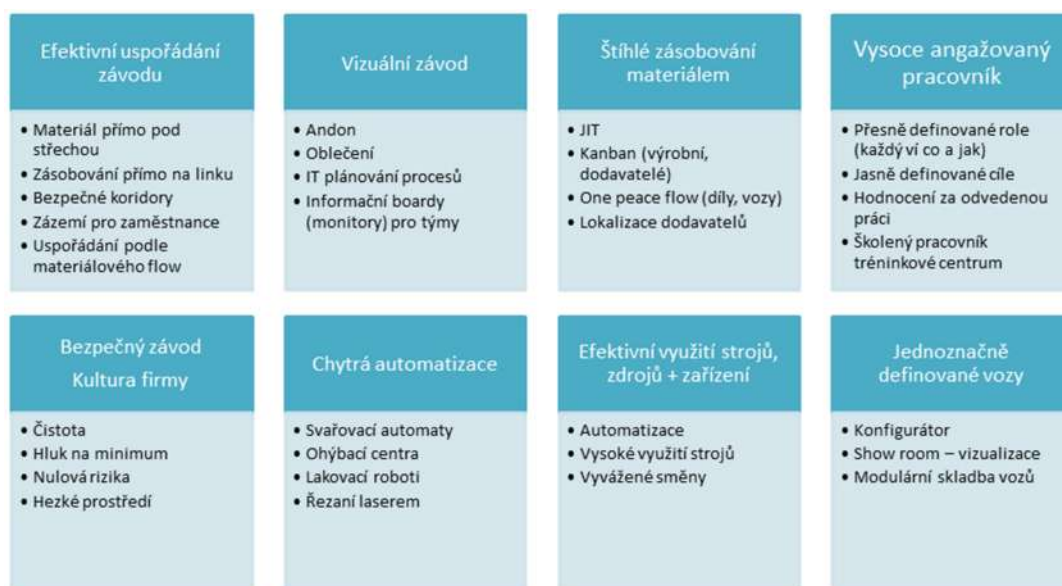 Efektivní uspořádání
závodu
• Materiál přímo pod
střechou
• Zásobování přímo na linku
• Bezpečné koridory
• Zázemí pro zaměstnance
• Uspořádání podle
materiálového flow
Vizuální závod
• Andon
• Oblečení
• IT plánování procesů
• Informační boardy
(monitory) pro týmy
Štíhlé zásobování
materiálem
• JIT
• Kanban (výrobní,
dodavatelé)
• One peace flow (díly, vozy)
• Lokalizace dodavatelů
Vysoce angažovaný
pracovník
• Přesně definované role
(každý ví co a jak)
• Jasně definované cíle
• Hodnocení za odvedenou
práci
• Školený pracovník
tréninkové centrum
Bezpečný závod
Kultura firmy
• Čistota
• Hluk na minimum
• Nulová rizika
• Hezké prostředí
Chytrá automatizace
• Svařovací automaty
• Ohýbací centra
• Lakovací roboti
• Řezaní laserem
Efektivní využití strojů,
zdrojů + zařízení
• Automatizace
• Vysoké využití strojů
• Vyvážené směny
Jednoznačně
definované vozy
• Konfigurátor
• Show room – vizualizace
• Modulární skladba vozů